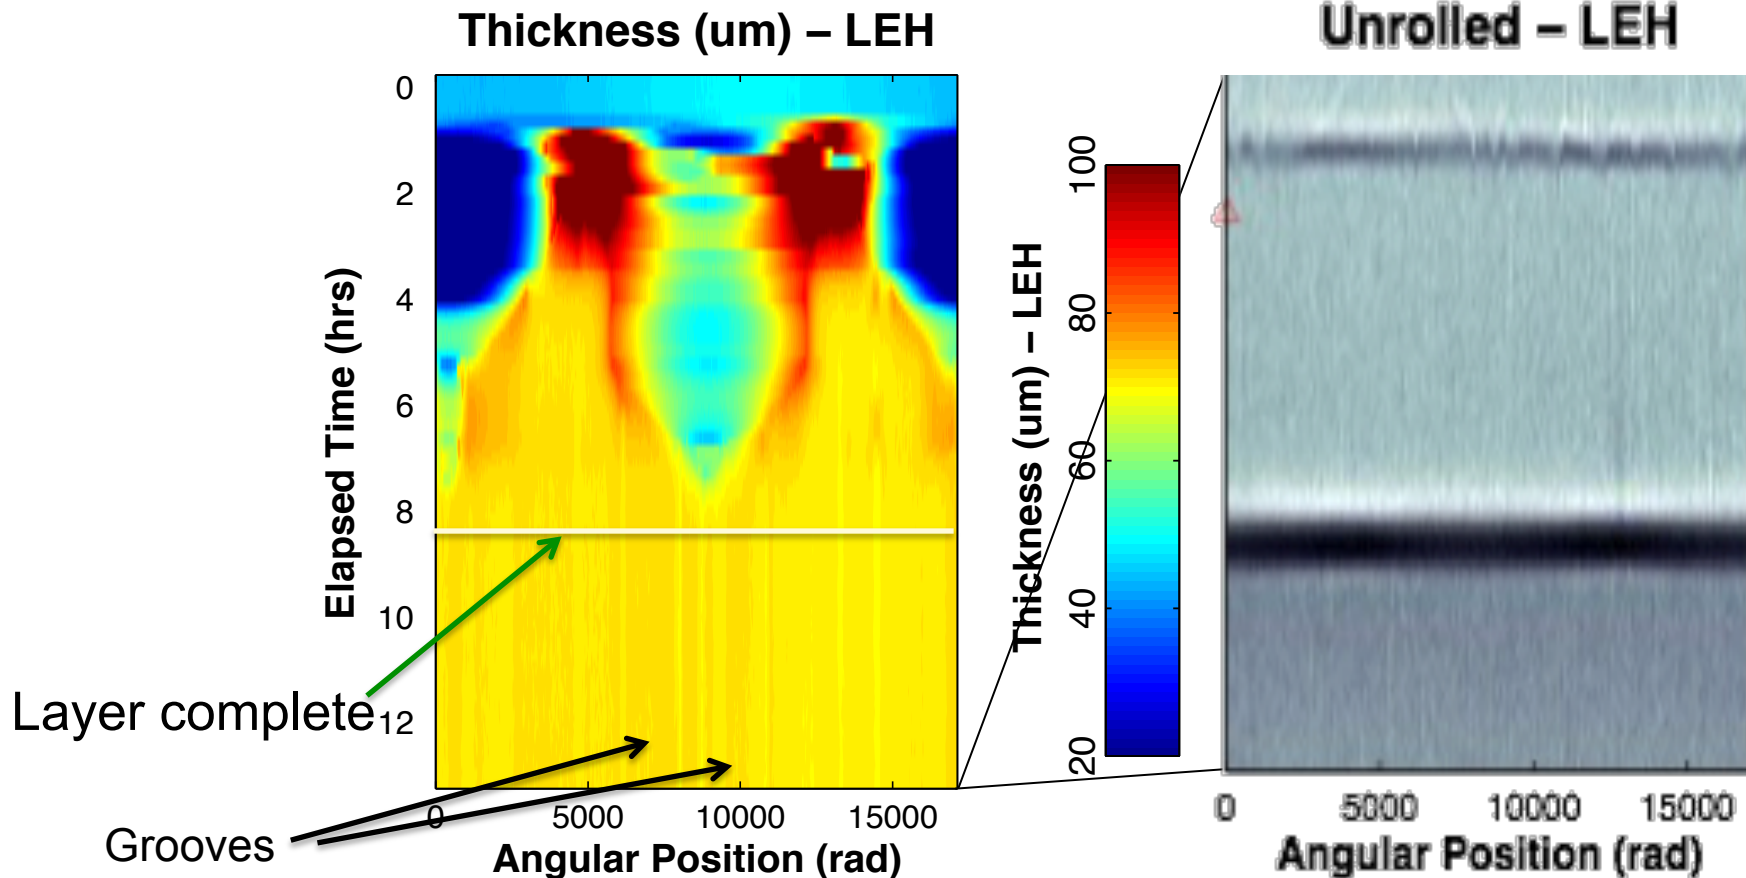 Thickness (um) – LEH
Unrolled – LEH
0
2
4
6
8
10
12
Elapsed Time (hrs)
Layer complete
Grooves
0
5000
10000
15000
Angular Position (rad)
Thickness (um) – LEH
100
80
60
40
20
0
5000
10000
15000
Angular Position (rad)